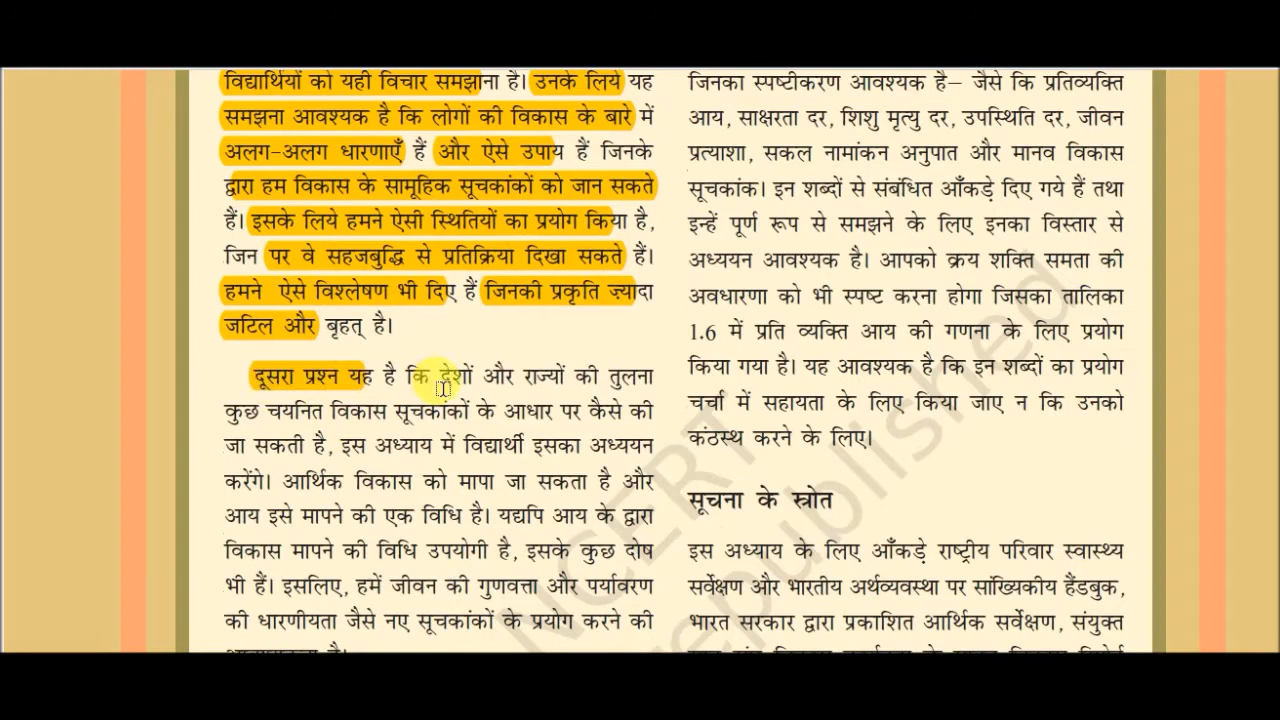 विद्यार्थियों को यही विचार समझाना है। उनके लिये यह
समझना आवश्यक है कि लोगों की विकास के बारे में
अलग-अलग धारणाएँ हैं और ऐसे उपाय हैं जिनके
द्वारा हम विकास के सामूहिक सूचकांकों को जान सकते
हैं। इसके लिये हमने ऐसी स्थितियों का प्रयोग किया है,
जिन पर वे सहजबुद्धि से प्रतिक्रिया दिखा सकते हैं।
हमने ऐसे विश्लेषण भी दिए हैं जिनकी प्रकृति ज़्यादा
जटिल और बृहत् है।
दूसरा प्रश्न यह है कि देशों और राज्यों की तुलना
कुछ चयनित विकास सूचकांकों के आधार पर कैसे की
जा सकती है, इस अध्याय में विद्यार्थी इसका अध्ययन
करेंगे। आर्थिक विकास को मापा जा सकता है और
आय इसे मापने की एक विधि है। यद्यपि आय के द्वारा
विकास मापने की विधि उपयोगी है, इसके कुछ दोष
भी हैं। इसलिए, हमें जीवन की गुणवत्ता और पर्यावरण
की धारणीयता जैसे नए सूचकांकों के प्रयोग करने की
जिनका स्पष्टीकरण आवश्यक है– जैसे कि प्रतिव्यक्ति
आय, साक्षरता दर, शिशु मृत्यु दर, उपस्थिति दर, जीवन
प्रत्याशा, सकल नामांकन अनुपात और मानव विकास
सूचकांक। इन शब्दों से संबंधित आँकड़े दिए गये हैं तथा
इन्हें पूर्ण रूप से समझने के लिए इनका विस्तार से
अध्ययन आवश्यक है। आपको क्रय शक्ति समता की
अवधारणा को भी स्पष्ट करना होगा जिसका तालिका
1.6 में प्रति व्यक्ति आय की गणना के लिए प्रयोग
किया गया है। यह आवश्यक है कि इन शब्दों का प्रयोग
चर्चा में सहायता के लिए किया जाए न कि उनको
कंठस्थ करने के लिए।
सूचना के स्त्रोत
इस अध्याय के लिए आँकड़े राष्ट्रीय परिवार स्वास्थ्य
सर्वेक्षण और भारतीय अर्थव्यवस्था पर सांख्यिकीय हैंडबुक,
भारत सरकार द्वारा प्रकाशित आर्थिक सर्वेक्षण, संयुक्त
NCERT
republished